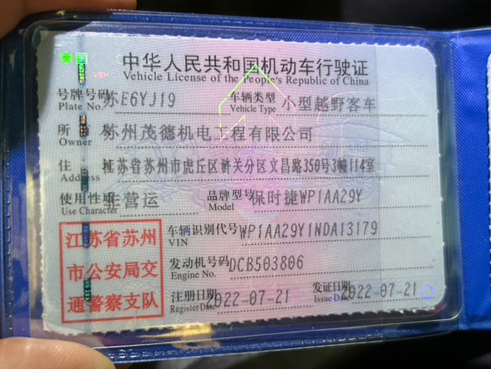 中华人民共和国机动车行驶证
Vehicle License of the People's Republic of China
号牌号码 苏E6YJ19 车辆类型 小型越野客车
Plate No. Vehicle Type
所有人 苏州茂德机电工程有限公司
Owner
住址 江苏省苏州市虎丘区浒关分区文昌路350号3幢114室
Address
使用性质 非营运 品牌型号 保时捷WP1AA29Y
Use Character Model
车辆识别代号 WP1AA29Y1NDA13179
VIN
发动机号码 DCB503806
Engine No.
注册日期 2022-07-21 发证日期 2022-07-21
Register Date Issue Date
江苏省苏州
市公安局交
通警察支队